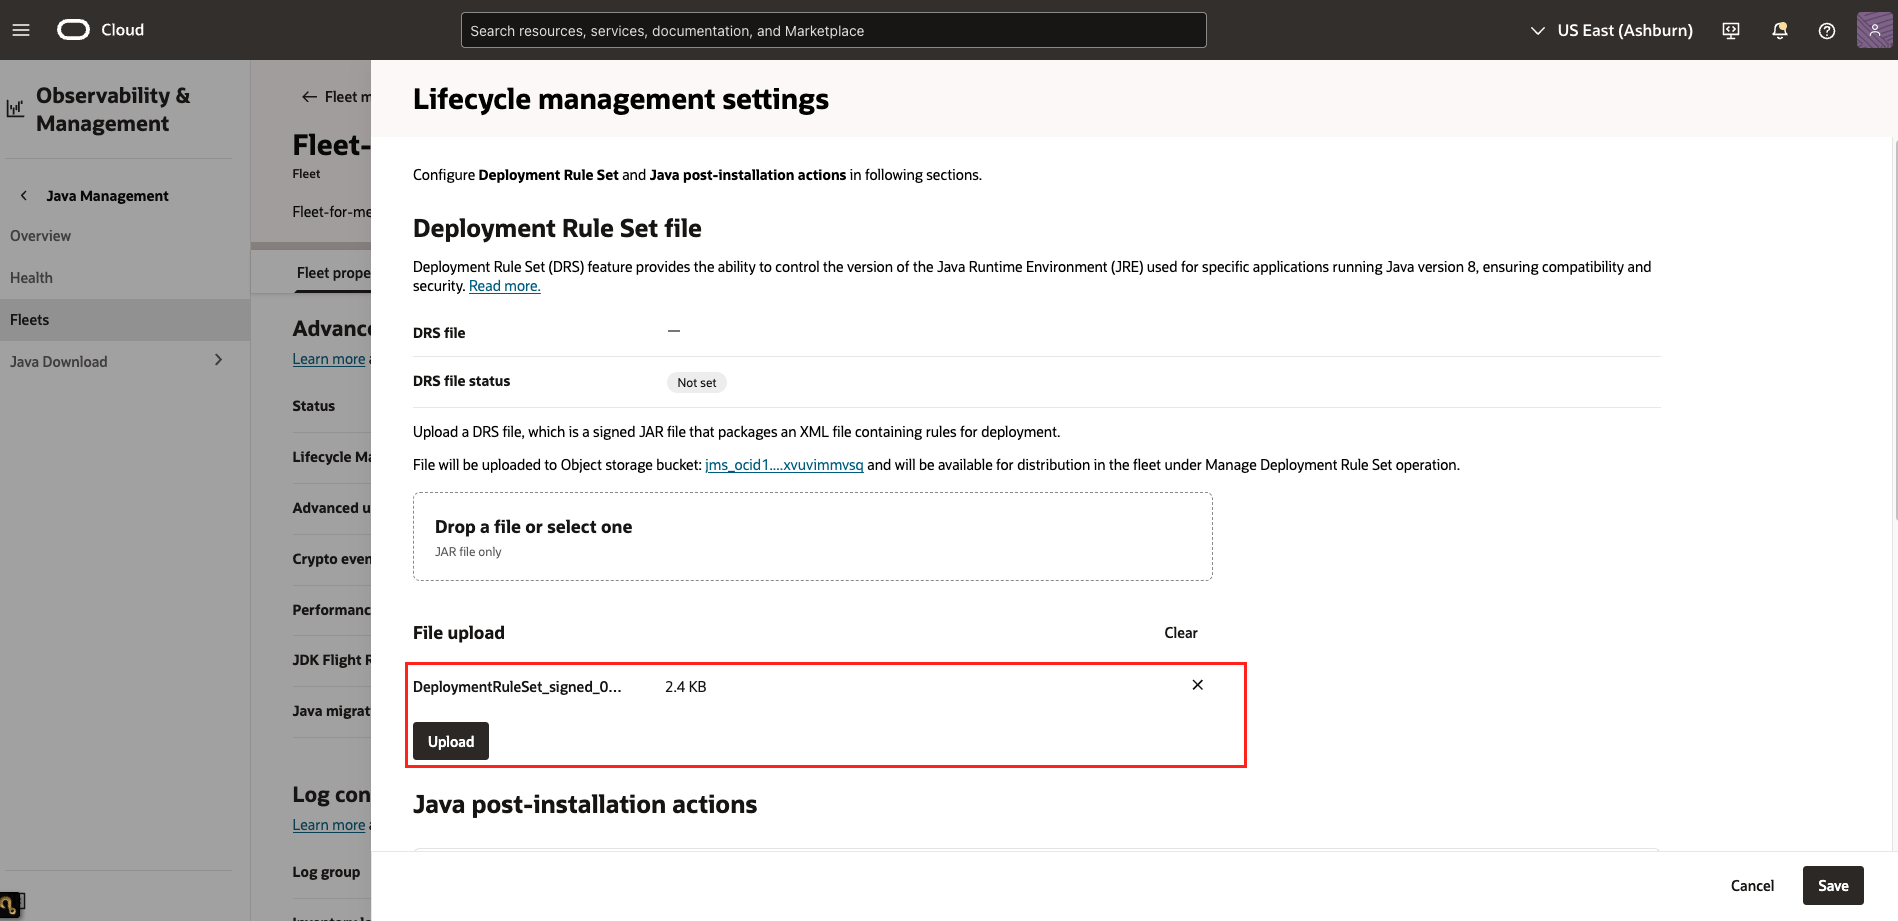 Cloud
Search resources, services, documentation, and Marketplace
US East (Ashburn)
Observability &
Management
Java Management
Overview
Health
Fleets
Java Download
Fleet m
Fleet-
Fleet
Fleet-for-me
Fleet prope
Advanc
Learn more a
Status
Lifecycle Ma
Advanced u
Crypto even
Performanc
JDK Flight R
Java migrat
Log con
Learn more a
Log group
Lifecycle management settings
Configure Deployment Rule Set and Java post-installation actions in following sections.
Deployment Rule Set file
Deployment Rule Set (DRS) feature provides the ability to control the version of the Java Runtime Environment (JRE) used for specific applications running Java version 8, ensuring compatibility and
security. Read more.
DRS file —
DRS file status Not set
Upload a DRS file, which is a signed JAR file that packages an XML file containing rules for deployment.
File will be uploaded to Object storage bucket: jms_ocid1....xvuvimmvsq and will be available for distribution in the fleet under Manage Deployment Rule Set operation.
Drop a file or select one
JAR file only
File upload Clear
DeploymentRuleSet_signed_0... 2.4 KB
Upload
Java post-installation actions
Cancel Save